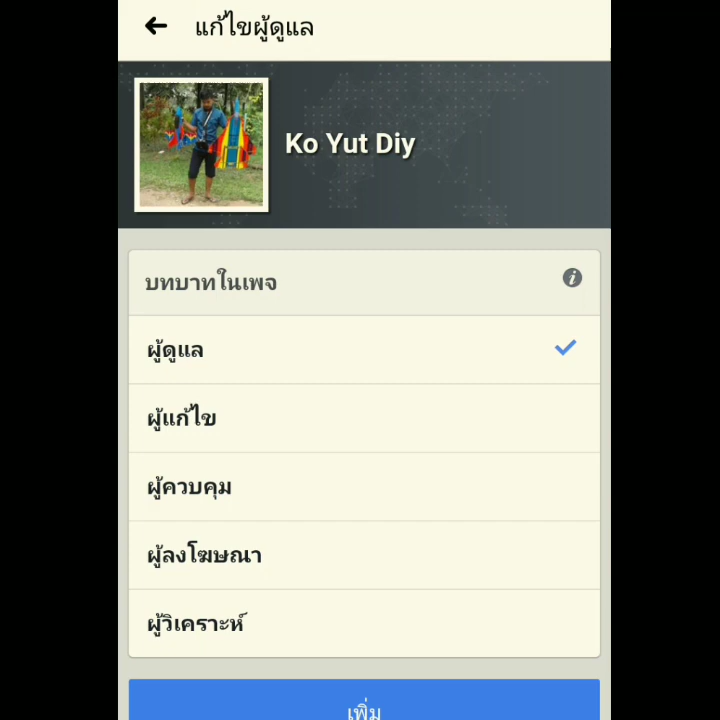 แก้ไขผู้ดูแล
Ko Yut Diy
บทบาทในเพจ
ผู้ดูแล
ผู้แก้ไข
ผู้ควบคุม
ผู้ลงโฆษณา
ผู้วิเคราะห์
เพิ่ม